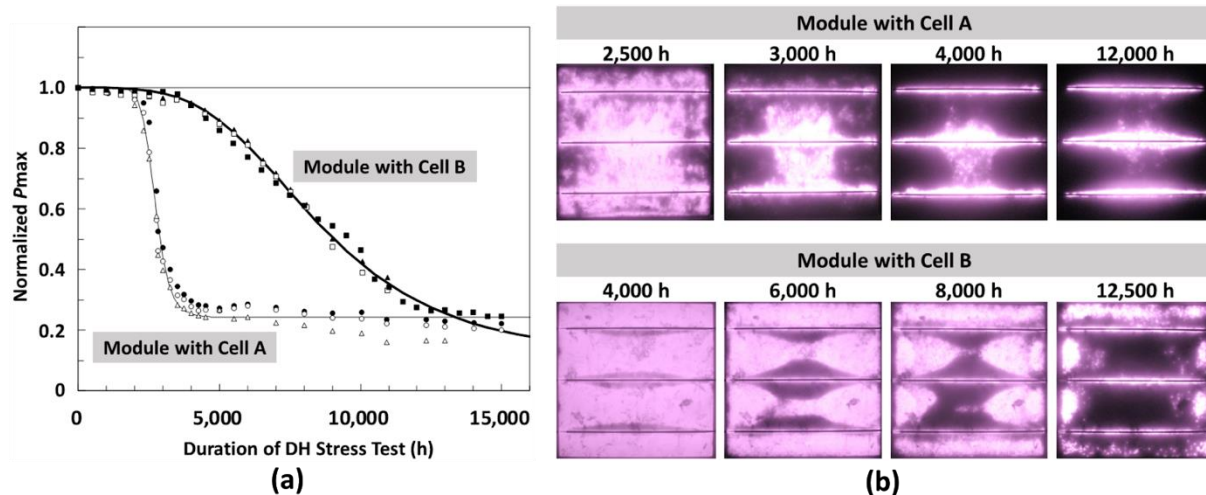 1.0
0.8
0.6
0.4
0.2
0
Normalized Pmax
0
5,000
10,000
15,000
Duration of DH Stress Test (h)
Module with Cell B
Module with Cell A
(a)
Module with Cell A
2,500 h 3,000 h 4,000 h 12,000 h
Module with Cell B
4,000 h 6,000 h 8,000 h 12,500 h
(b)